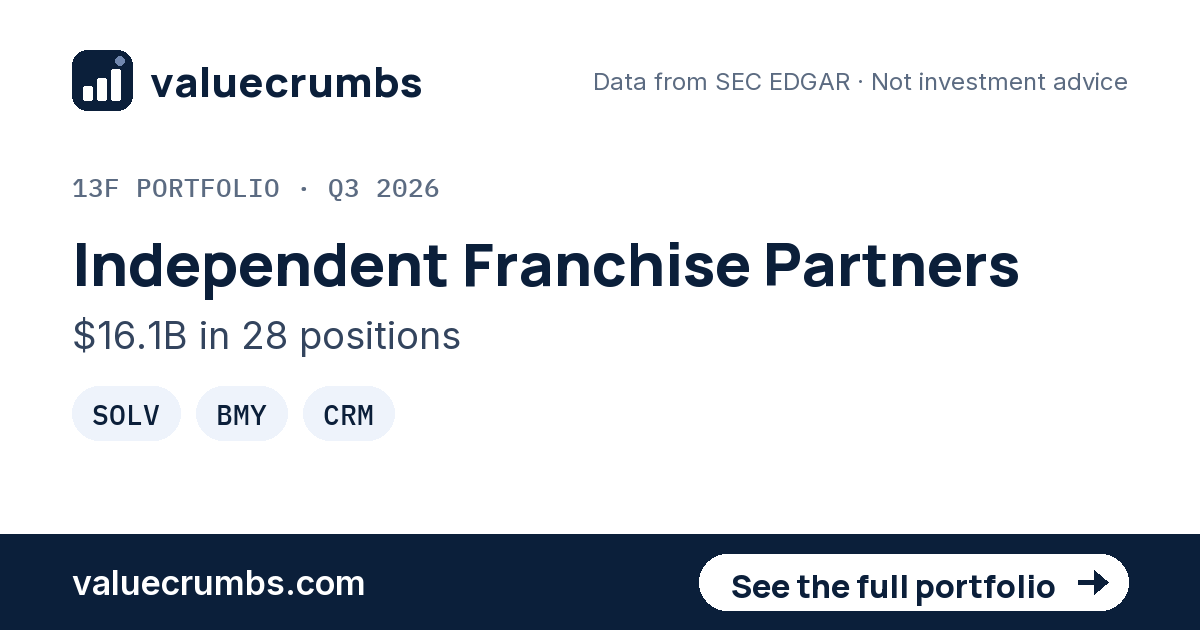 valuecrumbs
Data from SEC EDGAR · Not investment advice
13F PORTFOLIO · Q3 2026
Independent Franchise Partners
$16.1B in 28 positions
SOLV
BMY
CRM
valuecrumbs.com
See the full portfolio →